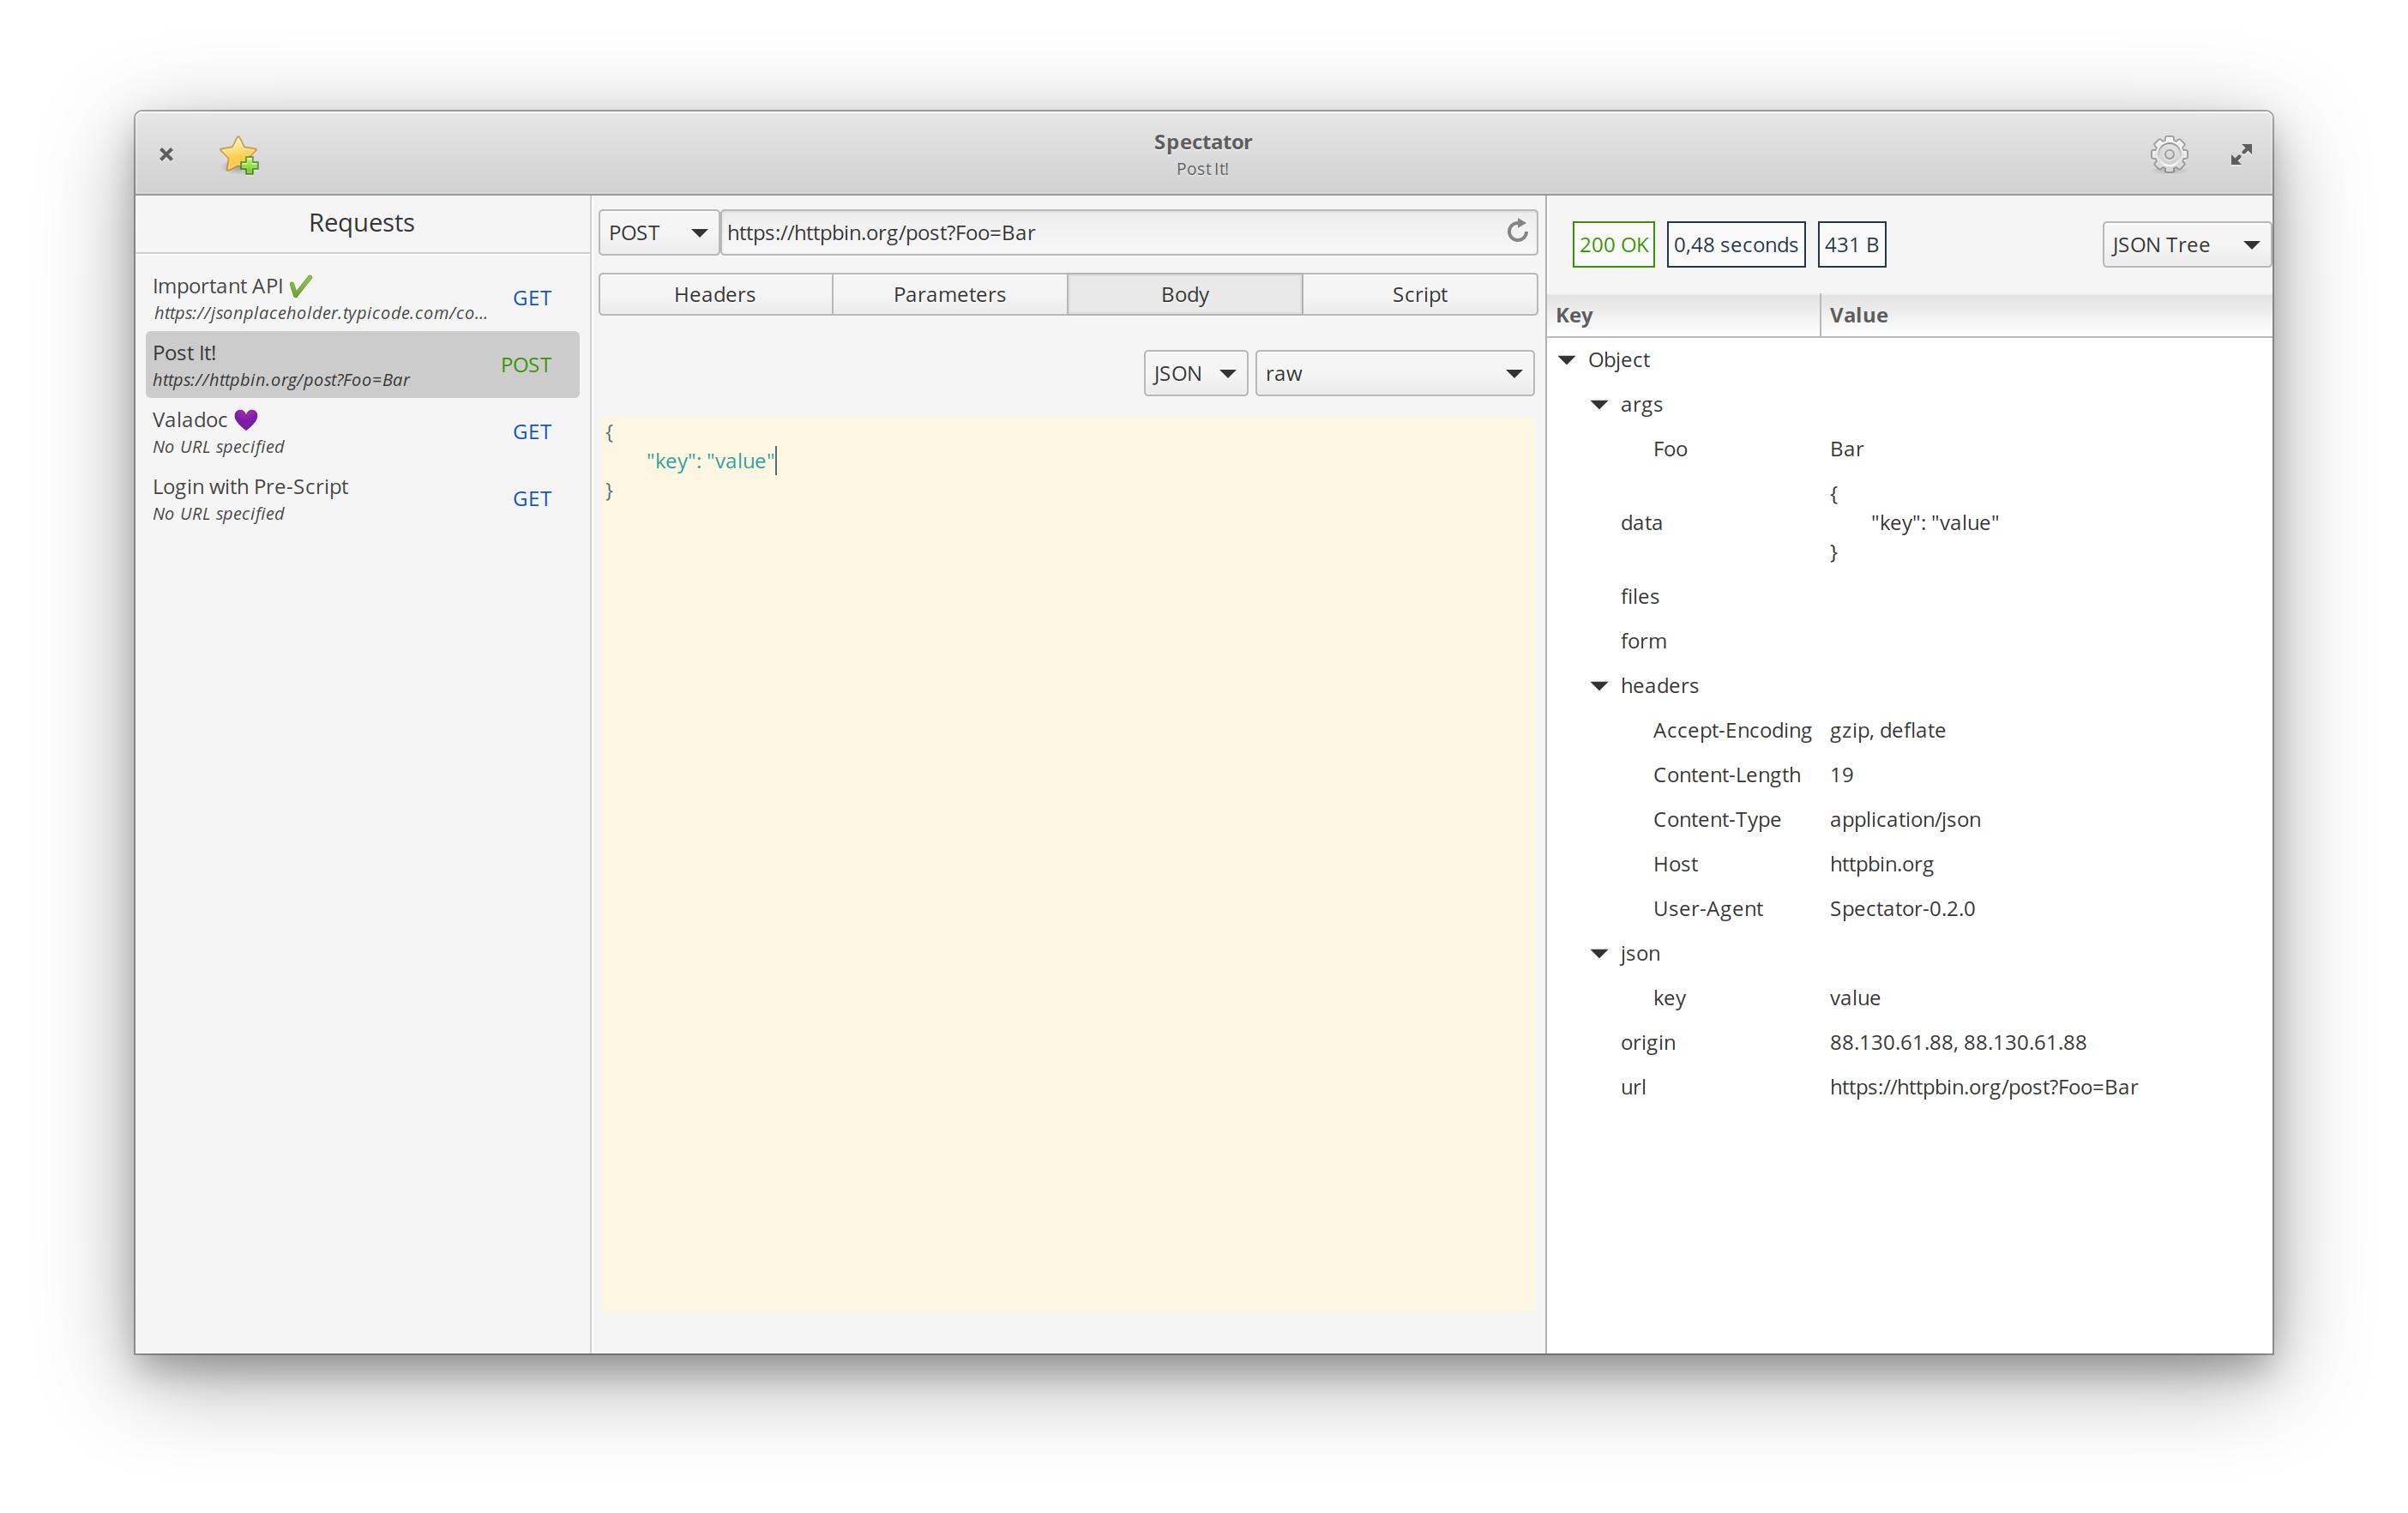 Spectator
Post It!
Requests
Important API
https://jsonplaceholder.typicode.com/co...
GET
Post It!
https://httpbin.org/post?Foo=Bar
POST
Valadoc
No URL specified
GET
Login with Pre-Script
No URL specified
GET
POST
https://httpbin.org/post?Foo=Bar
Headers
Parameters
Body
Script
JSON
raw
{
"key": "value"
}
200 OK
0,48 seconds
431 B
JSON Tree
Key Value
Object
args
Foo Bar
{
data "key": "value"
}
files
form
headers
Accept-Encoding gzip, deflate
Content-Length 19
Content-Type application/json
Host httpbin.org
User-Agent Spectator-0.2.0
json
key value
origin 88.130.61.88, 88.130.61.88
url https://httpbin.org/post?Foo=Bar